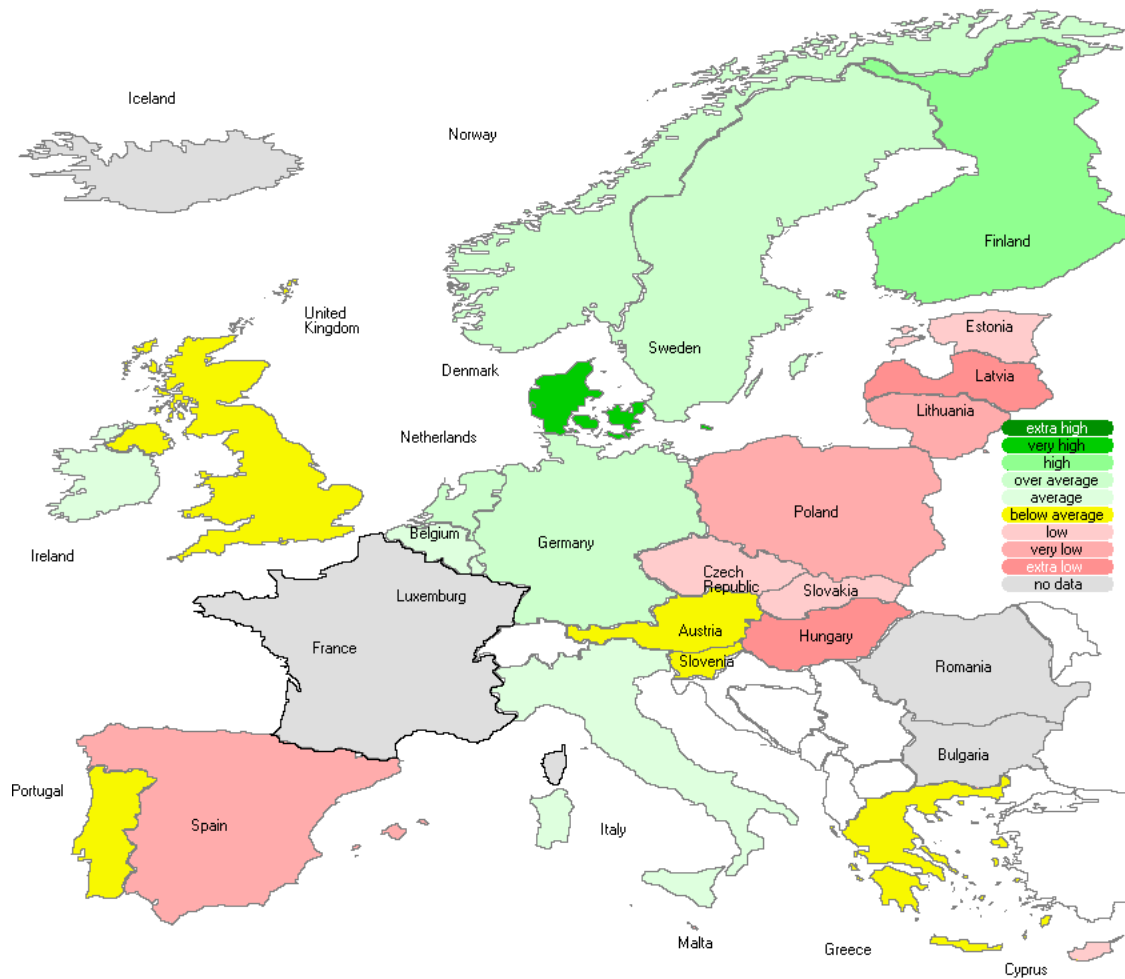 Iceland
Norway
Finland
United
Kingdom
Estonia
Sweden
Denmark
Latvia
Lithuania
Netherlands
extra high
very high
high
over average
average
below average
low
very low
extra low
no data
Poland
Belgium
Germany
Ireland
Czech
Republic
Slovakia
Luxemburg
Austria
Hungary
France
Slovenia
Romania
Bulgaria
Portugal
Spain
Italy
Malta
Greece
Cyprus